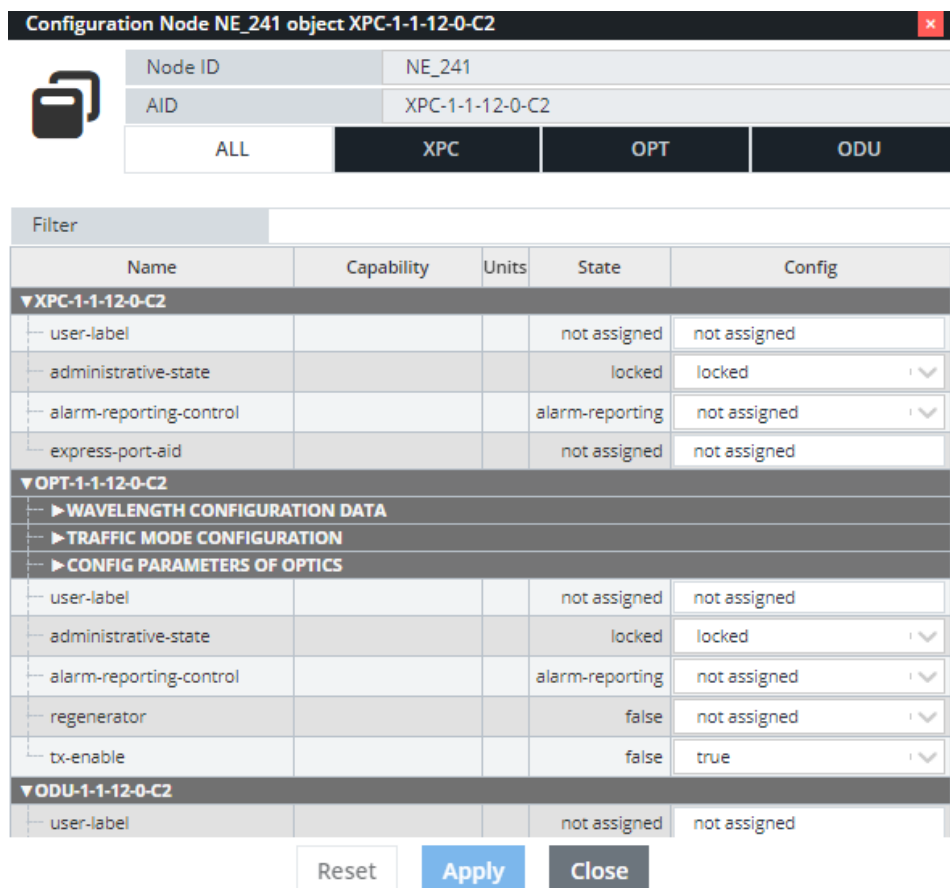 Configuration Node NE_241 object XPC-1-1-12-0-C2
Node ID NE_241
AID XPC-1-1-12-0-C2
ALL XPC OPT ODU
Filter
Name Capability Units State Config
▼XPC-1-1-12-0-C2
user-label not assigned not assigned
administrative-state locked locked
alarm-reporting-control alarm-reporting not assigned
express-port-aid not assigned not assigned
▼OPT-1-1-12-0-C2
▶WAVELENGTH CONFIGURATION DATA
▶TRAFFIC MODE CONFIGURATION
▶CONFIG PARAMETERS OF OPTICS
user-label not assigned not assigned
administrative-state locked locked
alarm-reporting-control alarm-reporting not assigned
regenerator false not assigned
tx-enable false true
▼ODU-1-1-12-0-C2
user-label not assigned not assigned
Reset Apply Close